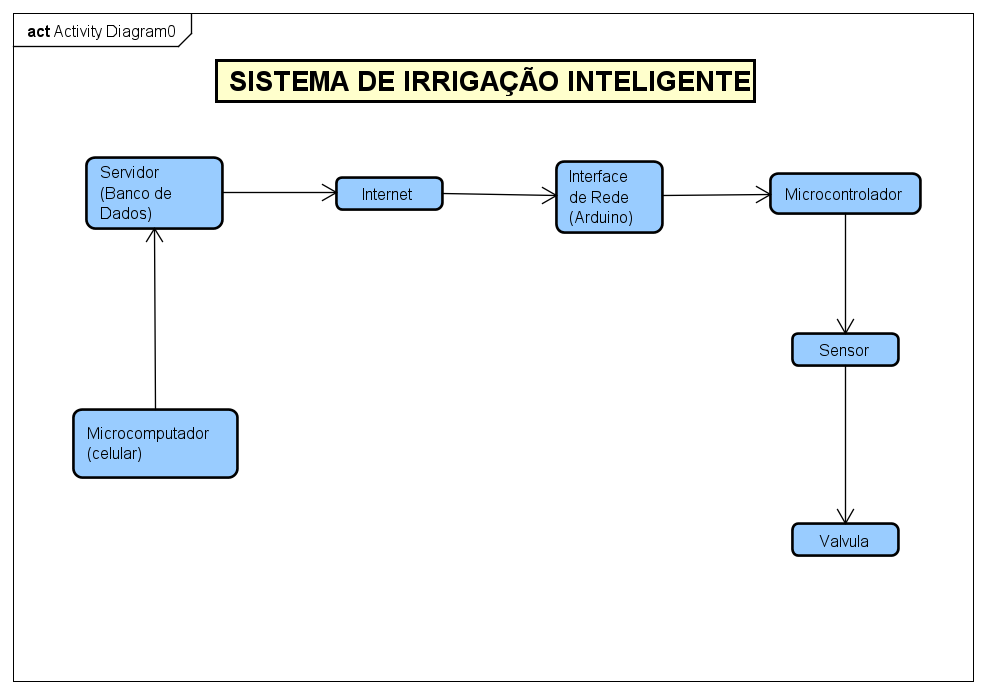 act Activity Diagram0
SISTEMA DE IRRIGAÇÃO INTELIGENTE
Servidor
(Banco de
Dados)
Internet
Interface
de Rede
(Arduino)
Microcontrolador
Sensor
Microcomputador
(celular)
Valvula